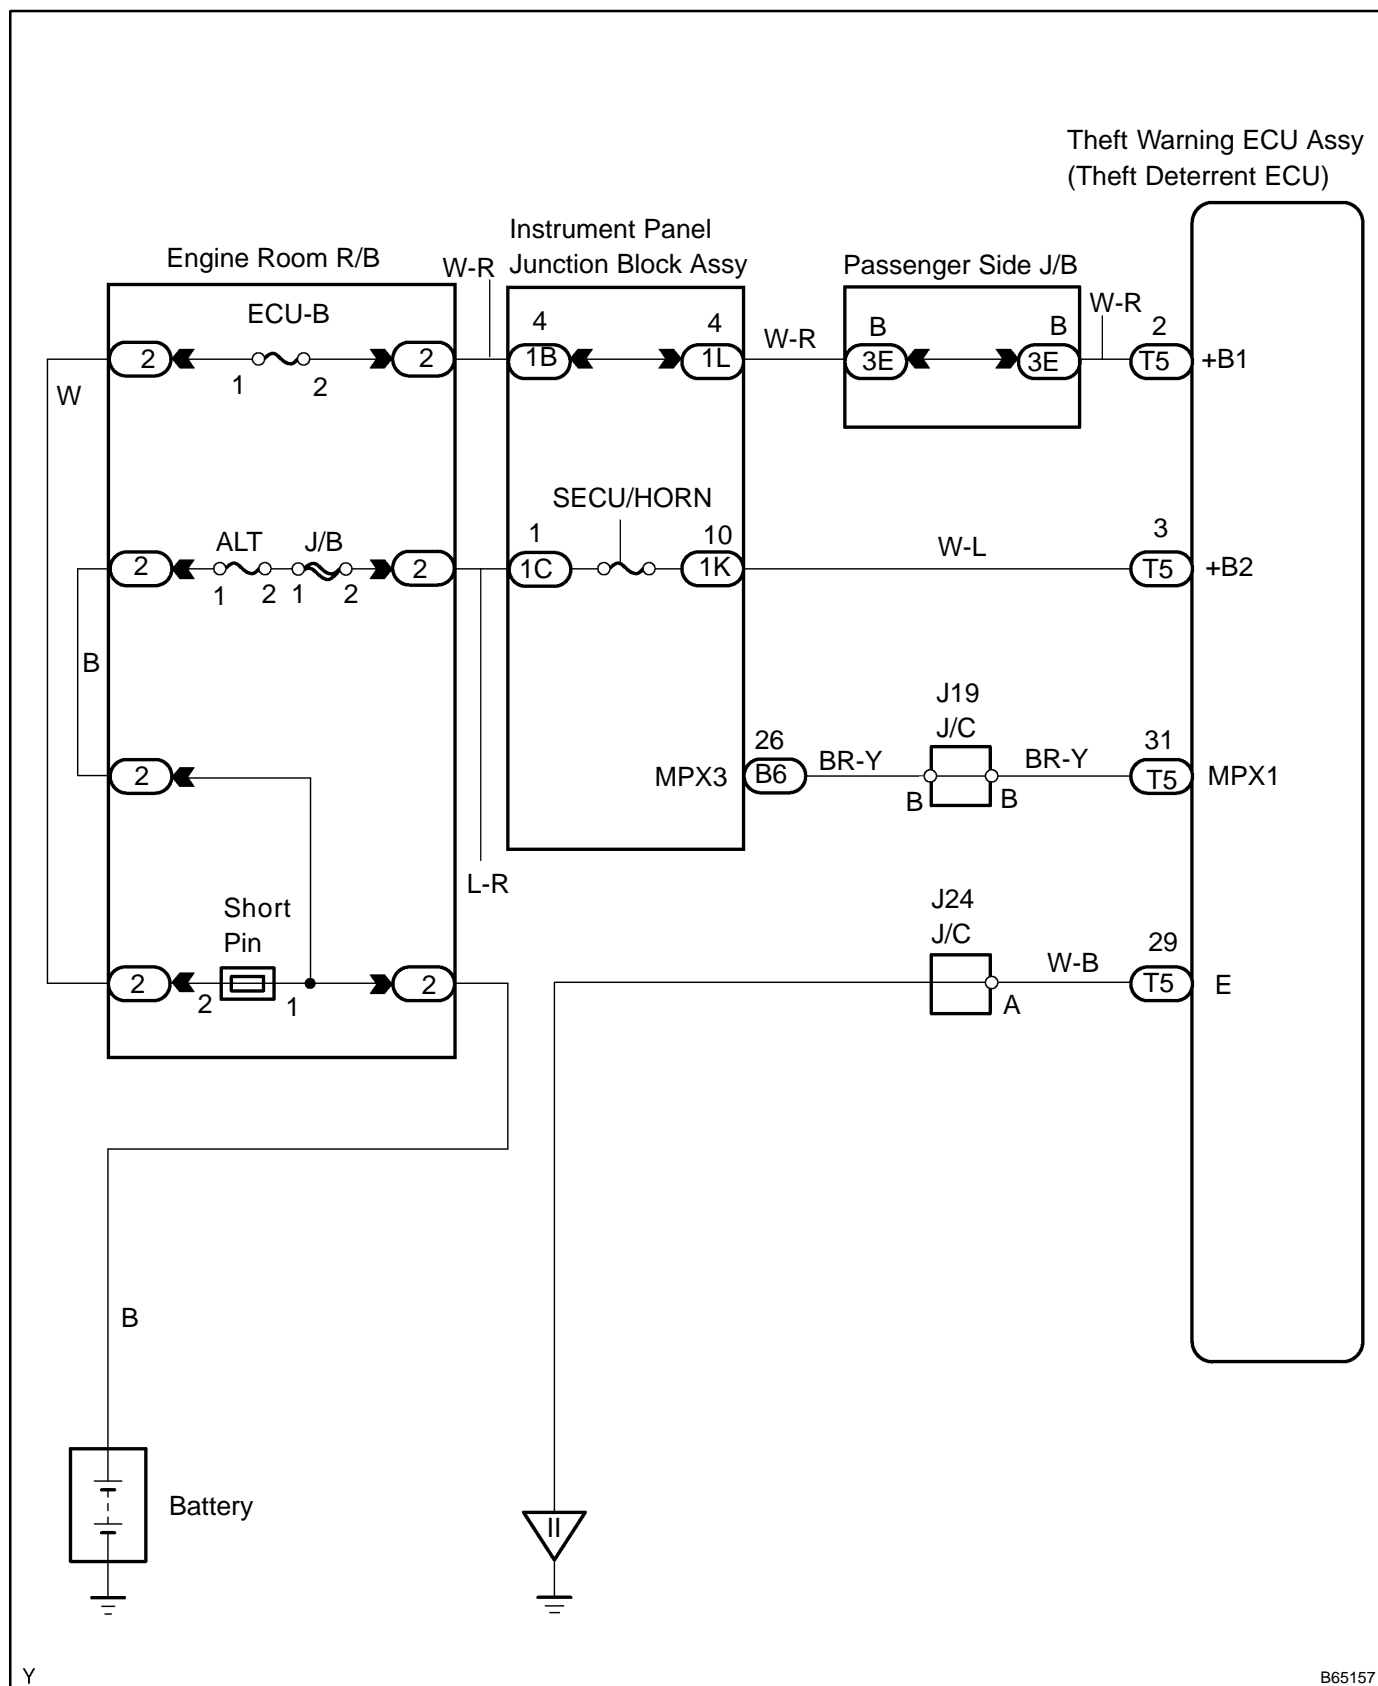 Theft Warning ECU Assy
(Theft Deterrent ECU)
Instrument Panel
Junction Block Assy
Engine Room R/B
W-R
Passenger Side J/B
ECU-B
4
4
W-R
B
B
W-R
2
2
2
1B
1L
3E
3E
T5
+B1
1
2
W
SECU/HORN
ALT
J/B
1
10
W-L
3
2
2
1C
1K
T5
+B2
1
2
1
2
B
J19
J/C
26
BR-Y
BR-Y
31
2
MPX3
B6
T5
MPX1
B
B
L-R
Short
Pin
J24
J/C
W-B
29
2
2
T5
E
2
1
A
B
Battery
II
Y
B65157